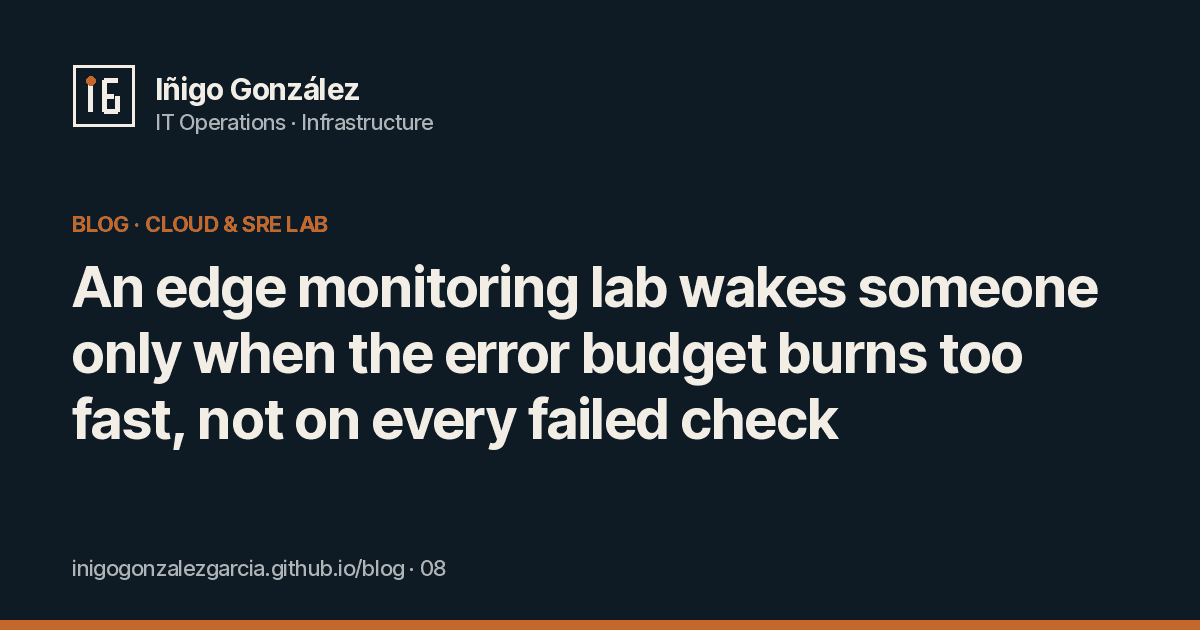 iG
Iñigo González
IT Operations · Infrastructure
BLOG · CLOUD & SRE LAB
An edge monitoring lab wakes someone
only when the error budget burns too
fast, not on every failed check
inigogonzalezgarcia.github.io/blog · 08